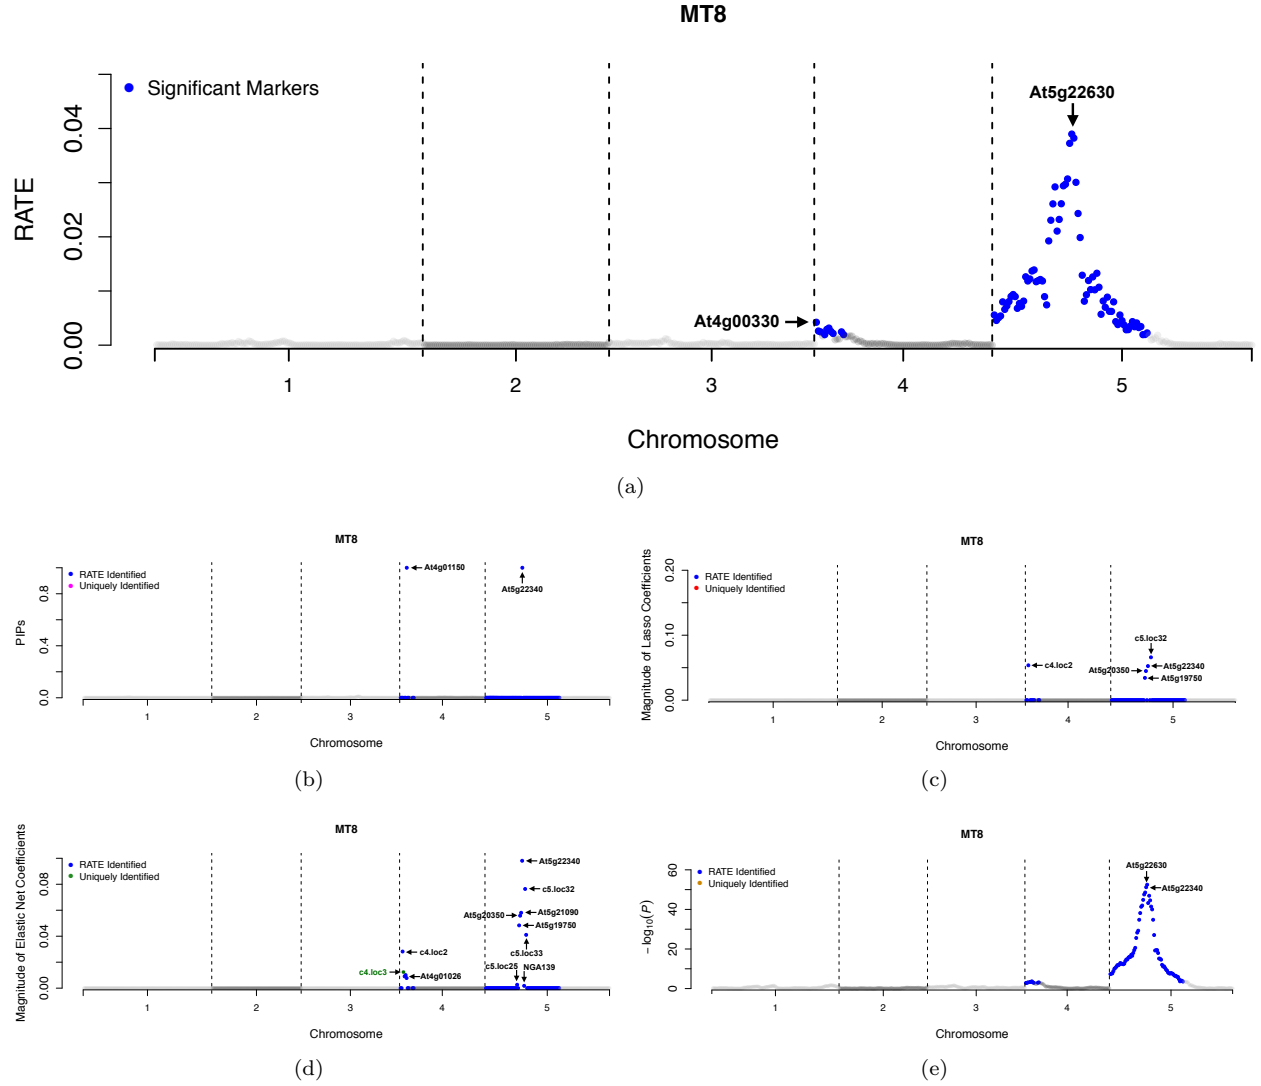 MT8
Significant Markers
At5g22630
At4g00330
RATE
0.00
0.02
0.04
1
2
3
4
5
Chromosome
(a)
MT8
RATE Identified
Uniquely Identified
At4g01150
At5g22340
PIPs
0.0
0.4
0.8
1
2
3
4
5
Chromosome
(b)
MT8
RATE Identified
Uniquely Identified
c5.loc32
c4.loc2
At5g20350
At5g22340
At5g19750
Magnitude of Lasso Coefficients
0.00
0.10
0.20
1
2
3
4
5
Chromosome
(c)
MT8
RATE Identified
Uniquely Identified
At5g22340
c5.loc32
At5g21090
At5g20350
At5g19750
c4.loc2
c5.loc33
c4.loc3
c5.loc25
NGA139
At4g01026
Magnitude of Elastic Net Coefficients
0.00
0.04
0.08
1
2
3
4
5
Chromosome
(d)
MT8
RATE Identified
Uniquely Identified
At5g22630
At5g22340
−log₁₀(P)
0
20
40
60
1
2
3
4
5
Chromosome
(e)